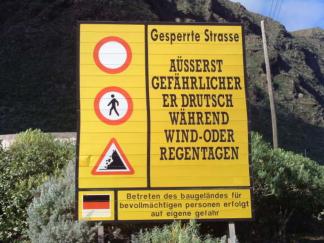 Gesperrte Strasse
AÜSSERST
GEFÄHRLICHER
ER DRUTSCH
WÄHREND
WIND-ODER
REGENTAGEN
Betreten des baugeländes für
bevollmächtigen personen erfolgt
auf eigene gefahr